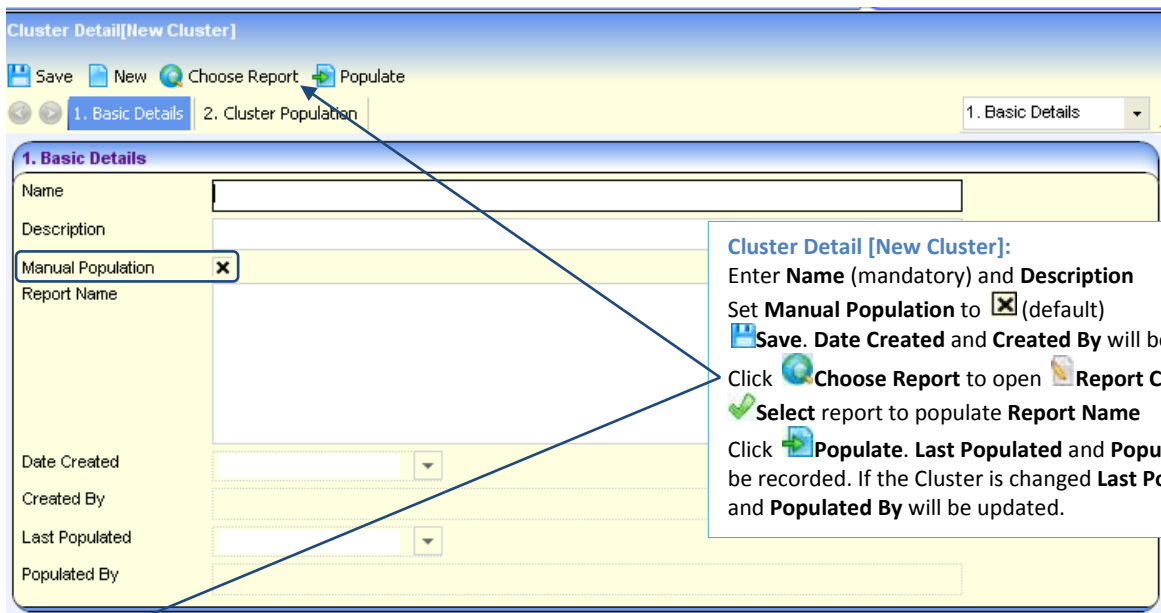 Cluster Detail[New Cluster]
Save New Choose Report Populate
1. Basic Details 2. Cluster Population 1. Basic Details
1. Basic Details
Name
Description
Manual Population
Report Name
Date Created
Created By
Last Populated
Populated By
Cluster Detail [New Cluster]:
Enter Name (mandatory) and Description
Set Manual Population to (default)
Save. Date Created and Created By will be
Click Choose Report to open Report C
Select report to populate Report Name
Click Populate. Last Populated and Popu
be recorded. If the Cluster is changed Last Po
and Populated By will be updated.